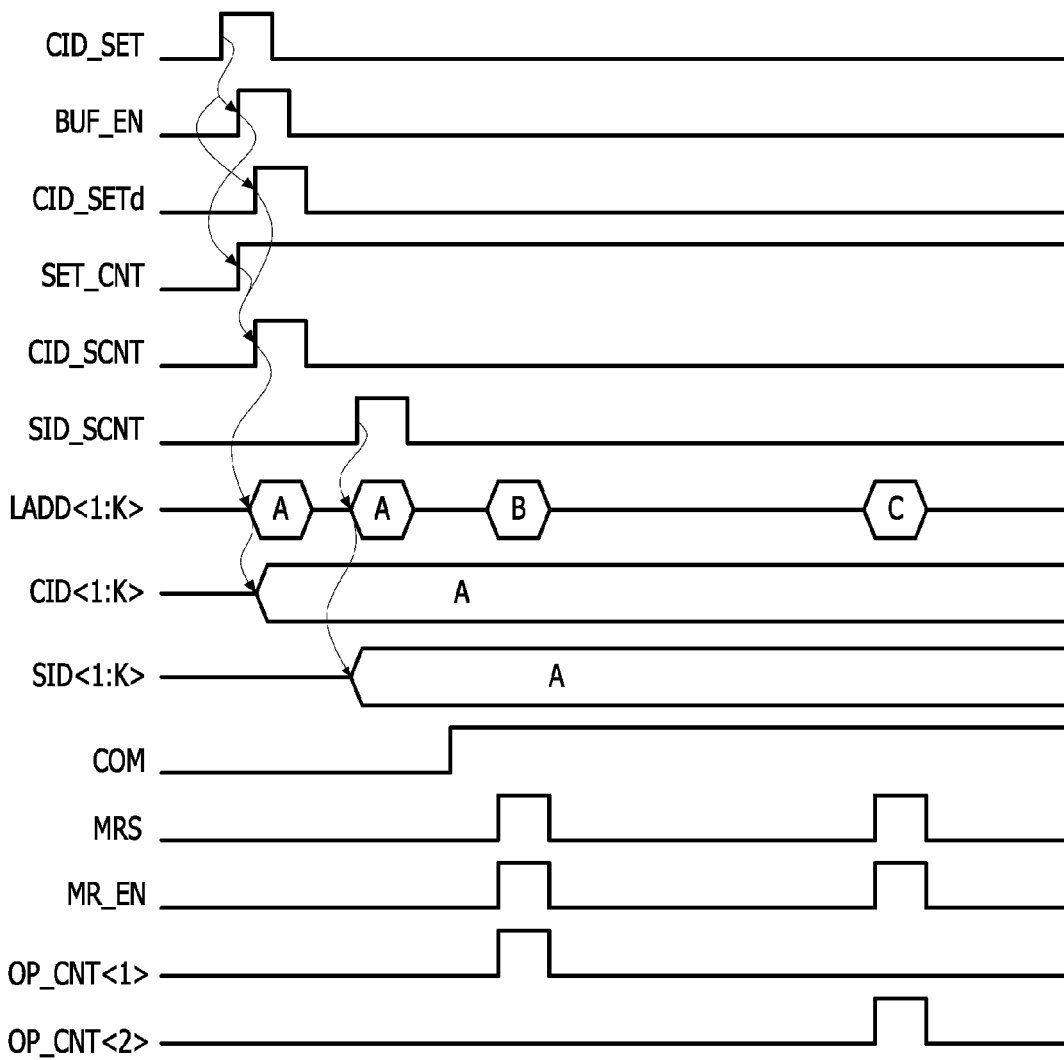 CID_SET
BUF_EN
CID_SETd
SET_CNT
CID_SCNT
SID_SCNT
LADD<1:K> A A B C
CID<1:K> A
SID<1:K> A
COM
MRS
MR_EN
OP_CNT<1>
OP_CNT<2>